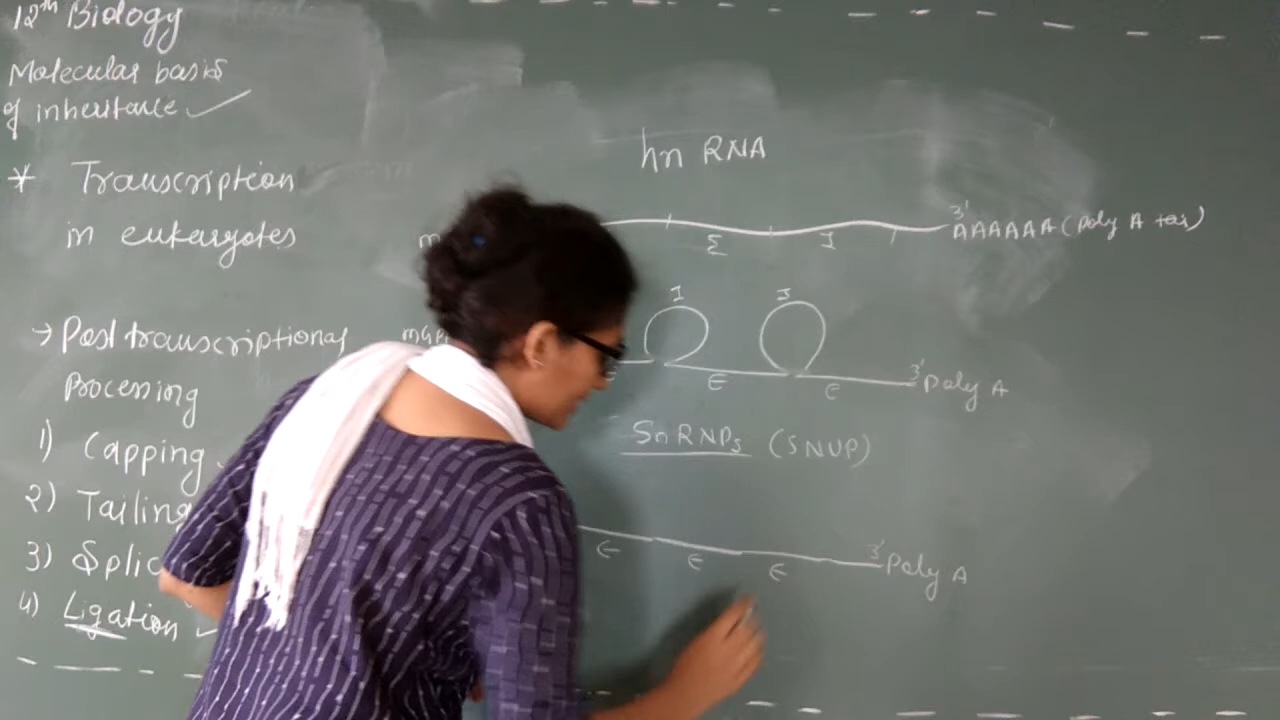 12th Biology
Molecular basis
of inheritance ✓
* Transcription
in eukaryotes
→ Post transcriptional
Processing
1) Capping
2) Tailing
3) Splic
4) Ligation ✓
hn RNA
3'
AAAAAA (Poly A tail)
E I
I I
mGP
E E 3' Poly A
SnRNPs (SNUP)
E E E 3' Poly A